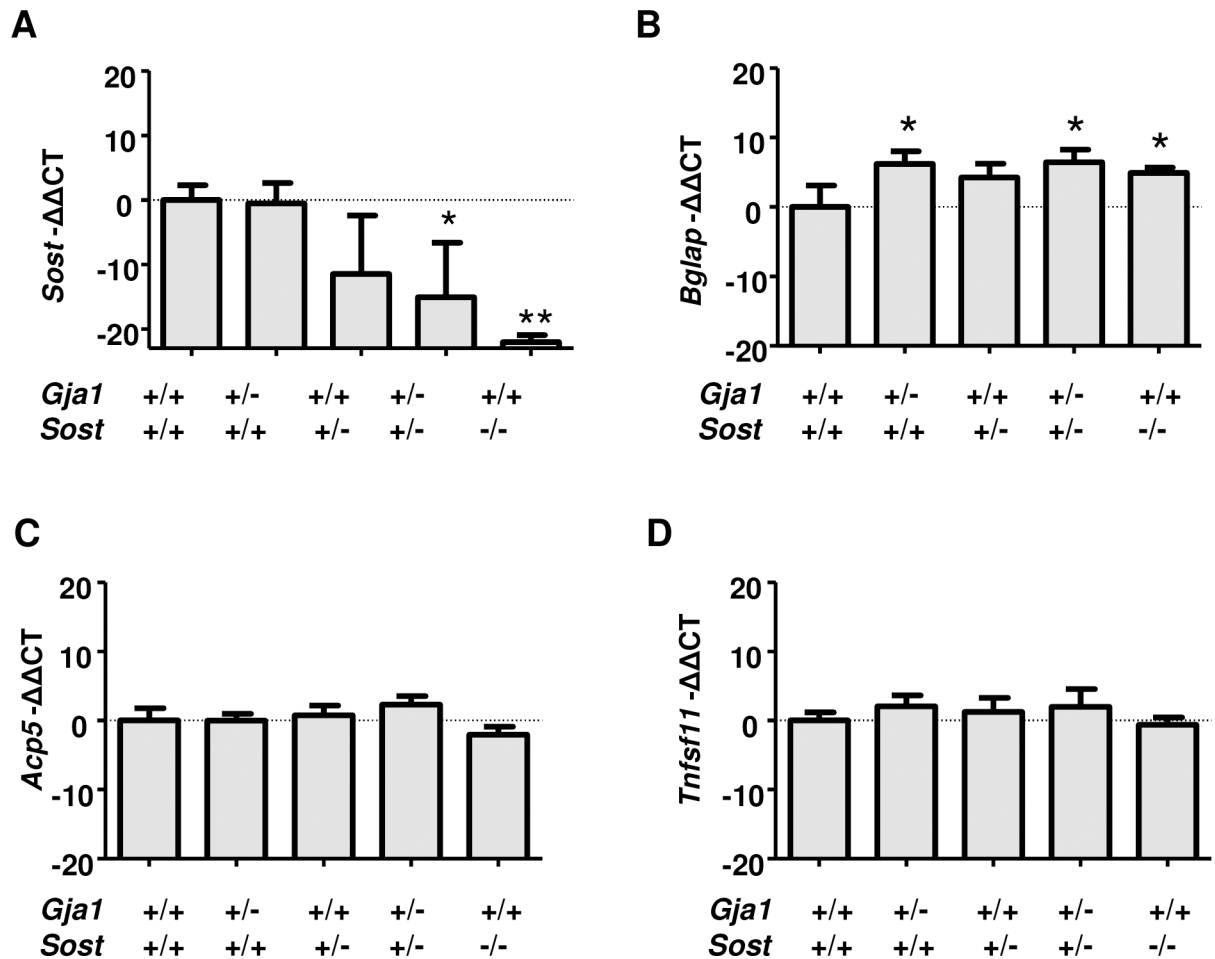 A
20
10
0
-10
-20
Sost -ΔΔCT
*
**
Gja1 +/+ +/- +/+ +/- +/+
Sost +/+ +/+ +/- +/- -/-
B
20
10
0
-10
-20
Bglap -ΔΔCT
*
*
*
Gja1 +/+ +/- +/+ +/- +/+
Sost +/+ +/+ +/- +/- -/-
C
20
10
0
-10
-20
Acp5 -ΔΔCT
Gja1 +/+ +/- +/+ +/- +/+
Sost +/+ +/+ +/- +/- -/-
D
20
10
0
-10
-20
Tnfsf11 -ΔΔCT
Gja1 +/+ +/- +/+ +/- +/+
Sost +/+ +/+ +/- +/- -/-